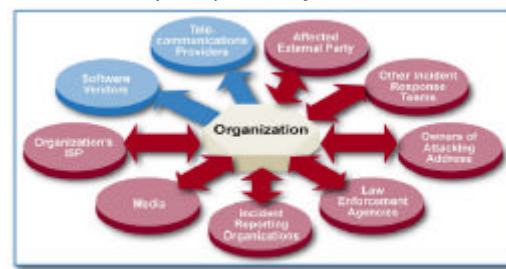 Tele-
communications
Providers
Affected
External Party
Software
Vendors
Other Incident
Response
Teams
Organization
Organization's
ISP
Owners of
Attacking
Address
Media
Incident
Reporting
Organizations
Law
Enforcement
Agencies